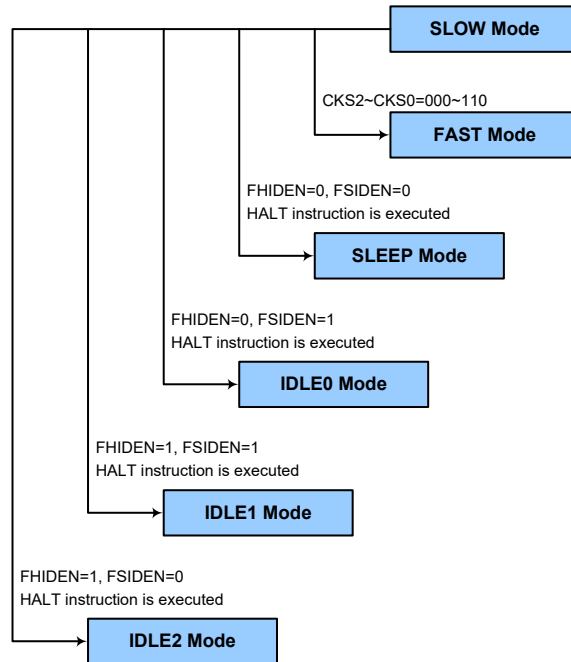 SLOW Mode
CKS2~CKS0=000~110
FAST Mode
FHIDEN=0, FSIDEN=0
HALT instruction is executed
SLEEP Mode
FHIDEN=0, FSIDEN=1
HALT instruction is executed
IDLE0 Mode
FHIDEN=1, FSIDEN=1
HALT instruction is executed
IDLE1 Mode
FHIDEN=1, FSIDEN=0
HALT instruction is executed
IDLE2 Mode